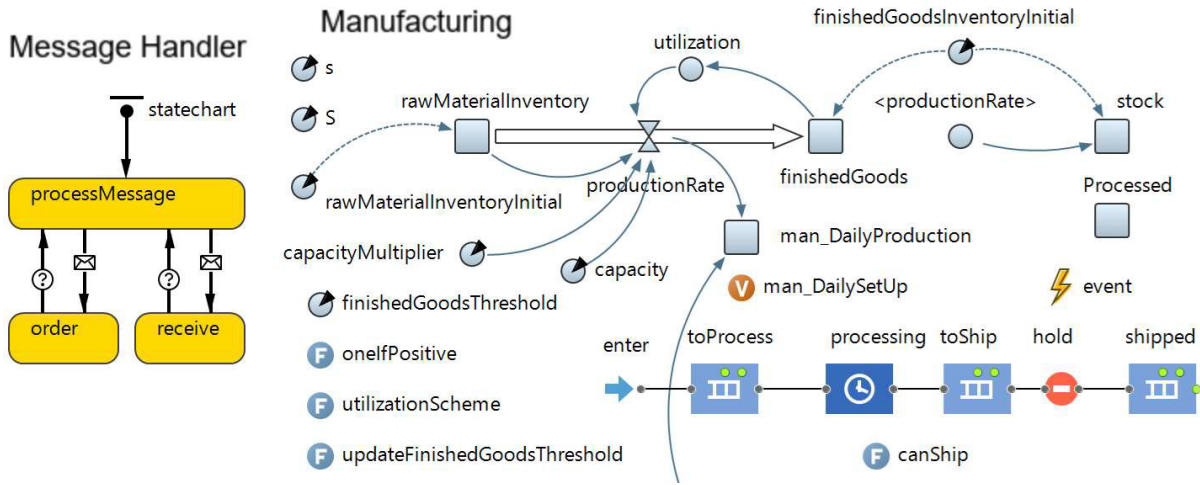 Message Handler
statechart
processMessage
?
?
order
receive
Manufacturing
finishedGoodsInventoryInitial
s
utilization
rawMaterialInventory
<productionRate>
stock
S
productionRate
finishedGoods
Processed
rawMaterialInventoryInitial
man_DailyProduction
capacityMultiplier
capacity
V man_DailySetUp
event
finishedGoodsThreshold
enter
toProcess
processing
toShip
hold
shipped
F oneIfPositive
F utilizationScheme
F updateFinishedGoodsThreshold
F canShip